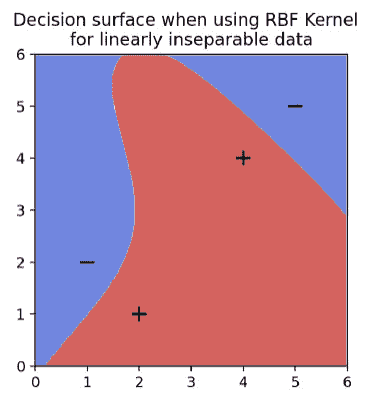 Decision surface when using RBF Kernel
for linearly inseparable data
6
5
4
3
2
1
0
0 1 2 3 4 5 6